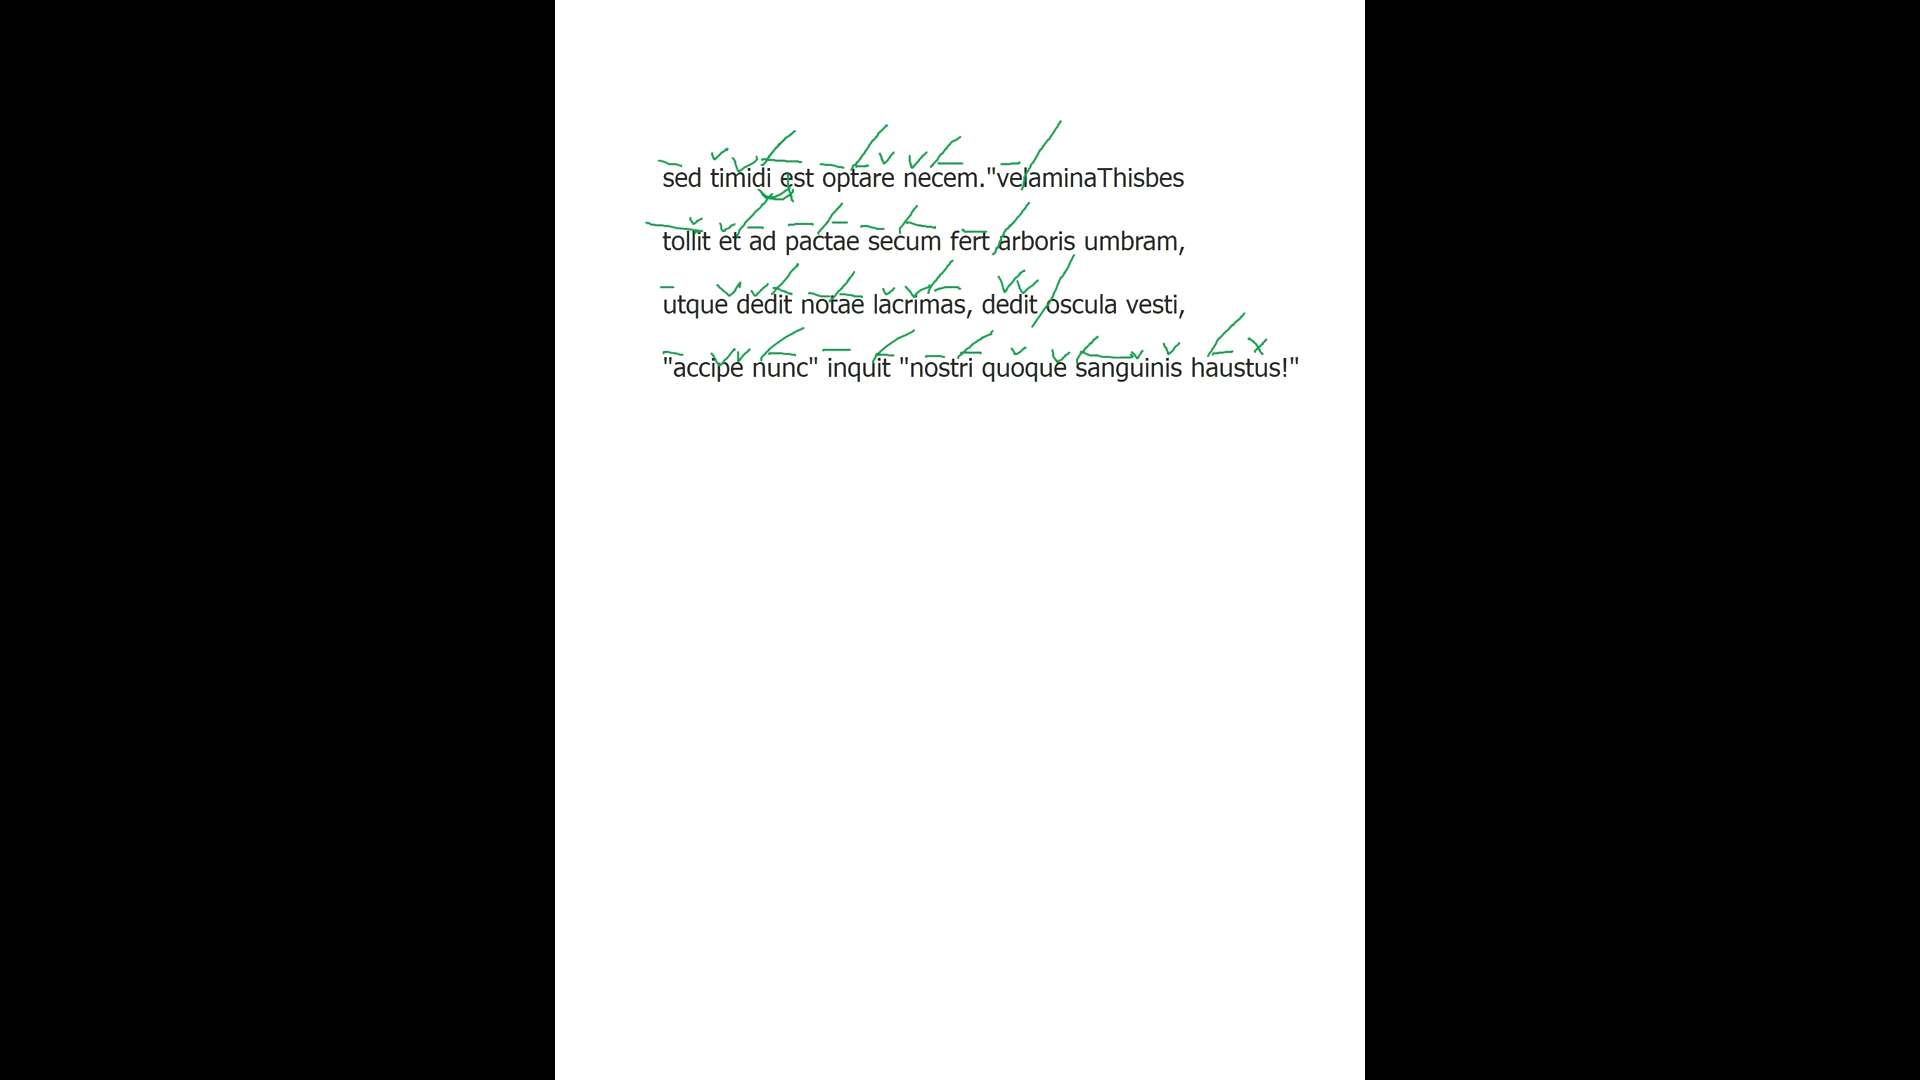 sed timidi est optare necem."velaminaThisbes
tollit et ad pactae secum fert arboris umbram,
utque dedit notae lacrimas, dedit oscula vesti,
"accipe nunc" inquit "nostri quoque sanguinis haustus!"